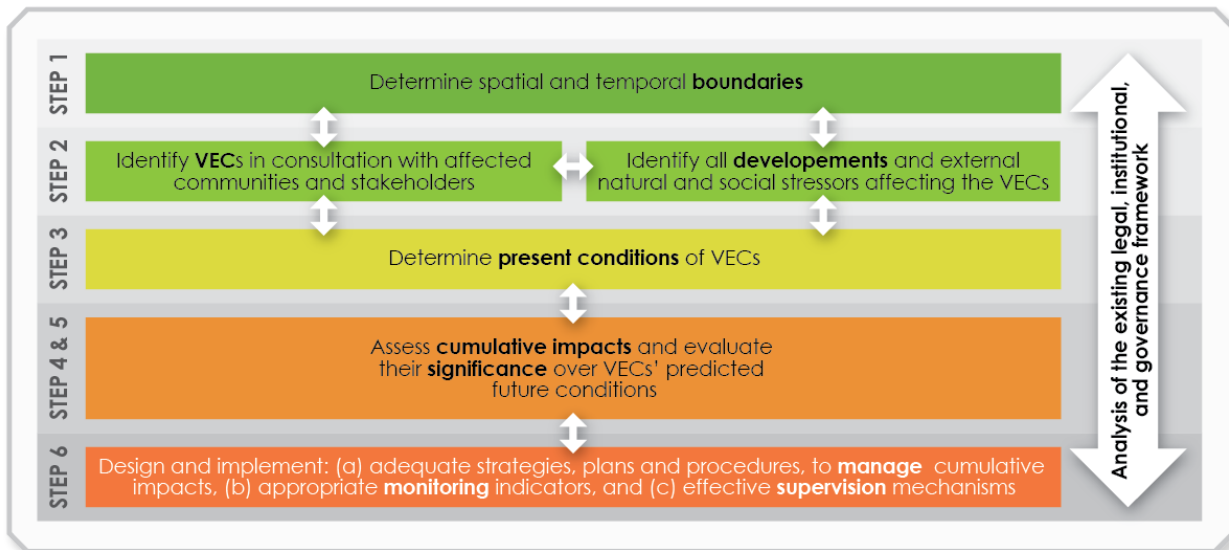 STEP 1
Determine spatial and temporal boundaries
STEP 2
Identify VECs in consultation with affected
communities and stakeholders
Identify all developements and external
natural and social stressors affecting the VECs
STEP 3
Determine present conditions of VECs
STEP 4 & 5
Assess cumulative impacts and evaluate
their significance over VECs' predicted
future conditions
STEP 6
Design and implement: (a) adequate strategies, plans and procedures, to manage cumulative
impacts, (b) appropriate monitoring indicators, and (c) effective supervision mechanisms
Analysis of the existing legal, institutional,
and governance framework